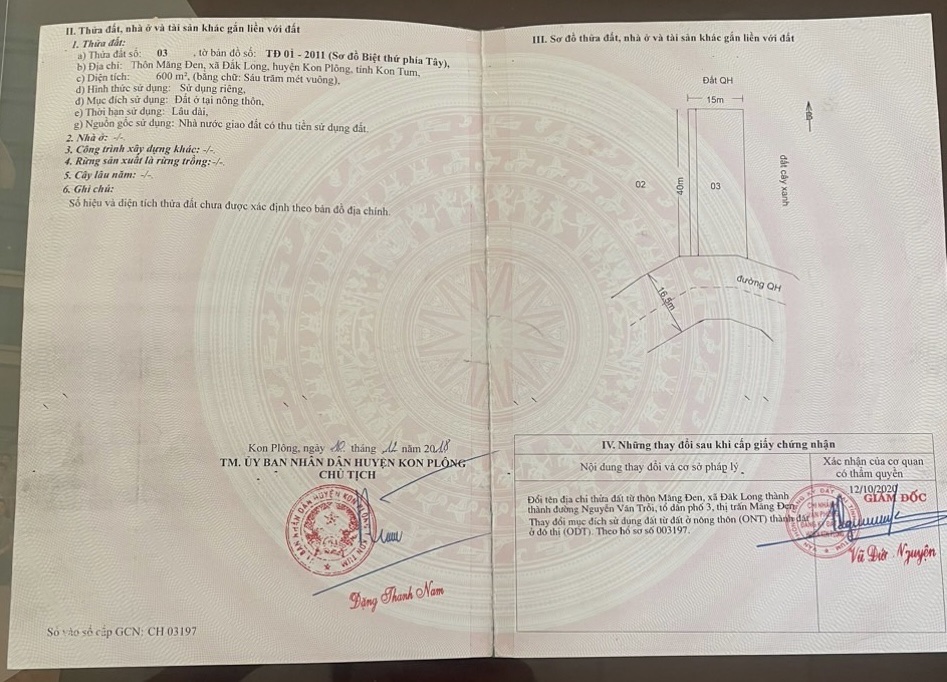 II. Thửa đất, nhà ở và tài sản khác gắn liền với đất
1. Thửa đất:
a) Thửa đất số: 03 , tờ bản đồ số: TĐ 01 - 2011 (Sơ đồ Biệt thự phía Tây),
b) Địa chỉ: Thôn Măng Đen, xã Đắk Long, huyện Kon Plông, tỉnh Kon Tum,
c) Diện tích: 600 m², (bằng chữ: Sáu trăm mét vuông),
d) Hình thức sử dụng: Sử dụng riêng,
đ) Mục đích sử dụng: Đất ở tại nông thôn,
e) Thời hạn sử dụng: Lâu dài,
g) Nguồn gốc sử dụng: Nhà nước giao đất có thu tiền sử dụng đất.
2. Nhà ở: -/-.
3. Công trình xây dựng khác: -/-.
4. Rừng sản xuất là rừng trồng: -/-.
5. Cây lâu năm: -/-.
6. Ghi chú:
Số hiệu và diện tích thửa đất chưa được xác định theo bản đồ địa chính.
Kon Plông, ngày 10 tháng 12 năm 2018
TM. ỦY BAN NHÂN DÂN HUYỆN KON PLÔNG
CHỦ TỊCH
Đặng Thanh Nam
Số vào sổ cấp GCN: CH 03197
III. Sơ đồ thửa đất, nhà ở và tài sản khác gắn liền với đất
Đất QH
15m
B
02
40m
03
đất cây xanh
đường QH
16,5m
IV. Những thay đổi sau khi cấp giấy chứng nhận
Nội dung thay đổi và cơ sở pháp lý
Xác nhận của cơ quan
có thẩm quyền
Đổi tên địa chỉ thửa đất từ thôn Măng Đen, xã Đăk Long thành
thành đường Nguyễn Văn Trỗi, tổ dân phố 3, thị trấn Măng Đen.
Thay đổi mục đích sử dụng đất từ đất ở nông thôn (ONT) thành đất
ở đô thị (ODT). Theo hồ sơ số 003197.
12/10/2020
GIÁM ĐỐC
Nguyện